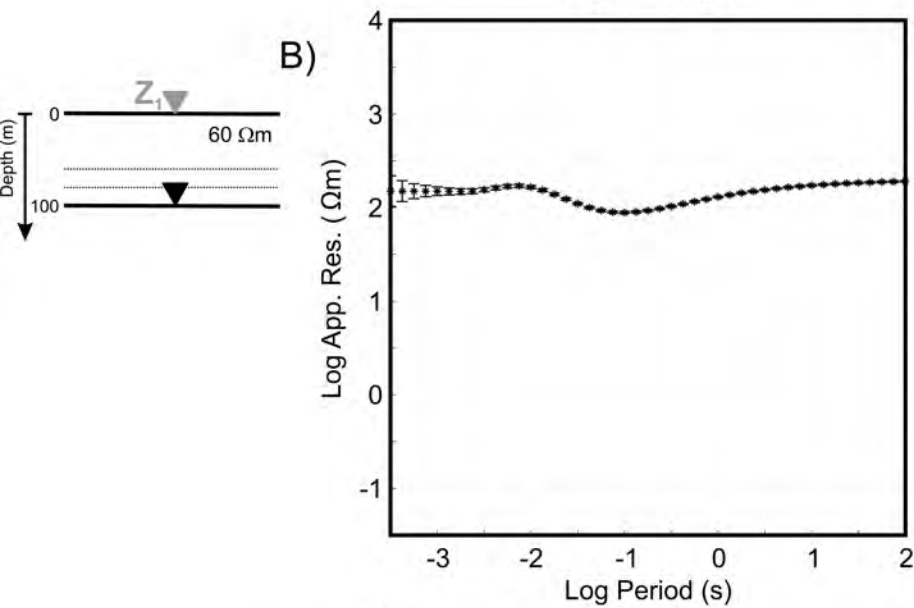 B)
Z₁
0
60 Ωm
Depth (m)
100
4
3
2
1
0
-1
Log App. Res. (Ωm)
-3 -2 -1 0 1 2
Log Period (s)